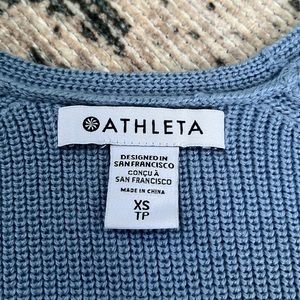 ATHLETA
DESIGNED IN
SAN FRANCISCO
CONÇU À
SAN FRANCISCO
MADE IN CHINA
XS
TP